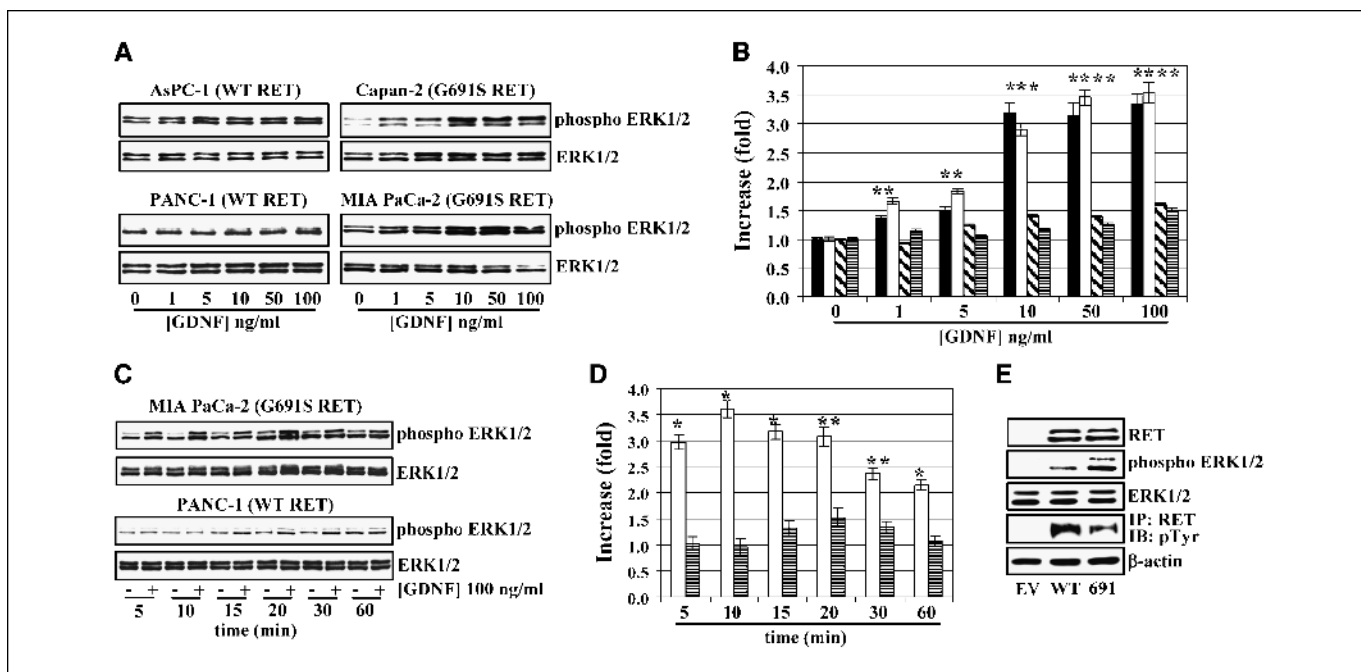 A
AsPC-1 (WT RET) Capan-2 (G691S RET)
phospho ERK1/2
ERK1/2
PANC-1 (WT RET) MIA PaCa-2 (G691S RET)
phospho ERK1/2
ERK1/2
0 1 5 10 50 100 0 1 5 10 50 100
[GDNF] ng/ml [GDNF] ng/ml
B
Increase (fold)
4.0
3.5
3.0
2.5
2.0
1.5
1.0
0.5
0.0
** ** *** **** ****
0 1 5 10 50 100
[GDNF] ng/ml
C
MIA PaCa-2 (G691S RET)
phospho ERK1/2
ERK1/2
PANC-1 (WT RET)
phospho ERK1/2
ERK1/2
- + - + - + - + - + - + [GDNF] 100 ng/ml
5 10 15 20 30 60
time (min)
D
Increase (fold)
4.0
3.5
3.0
2.5
2.0
1.5
1.0
0.5
0.0
* * * ** ** *
5 10 15 20 30 60
time (min)
E
RET
phospho ERK1/2
ERK1/2
IP: RET
IB: pTyr
β-actin
EV WT 691